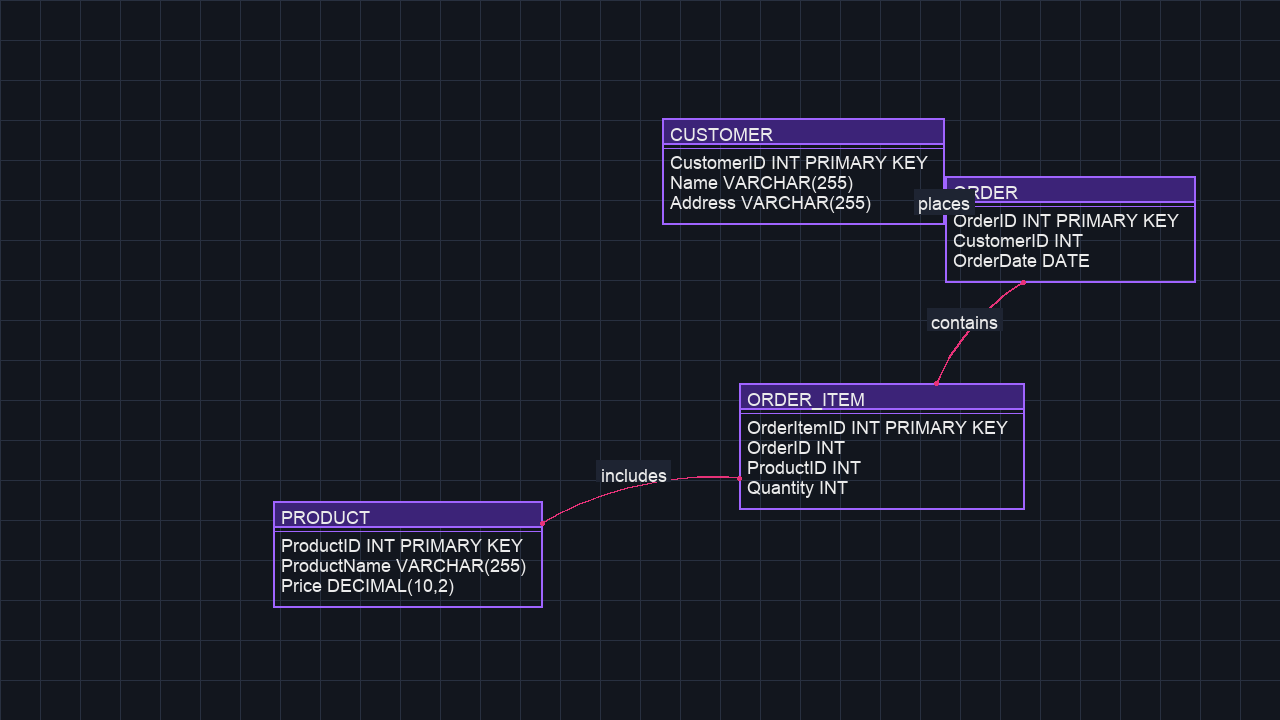 CUSTOMER
CustomerID INT PRIMARY KEY
Name VARCHAR(255)
Address VARCHAR(255)
places
ORDER
OrderID INT PRIMARY KEY
CustomerID INT
OrderDate DATE
contains
ORDER_ITEM
OrderItemID INT PRIMARY KEY
OrderID INT
ProductID INT
Quantity INT
includes
PRODUCT
ProductID INT PRIMARY KEY
ProductName VARCHAR(255)
Price DECIMAL(10,2)